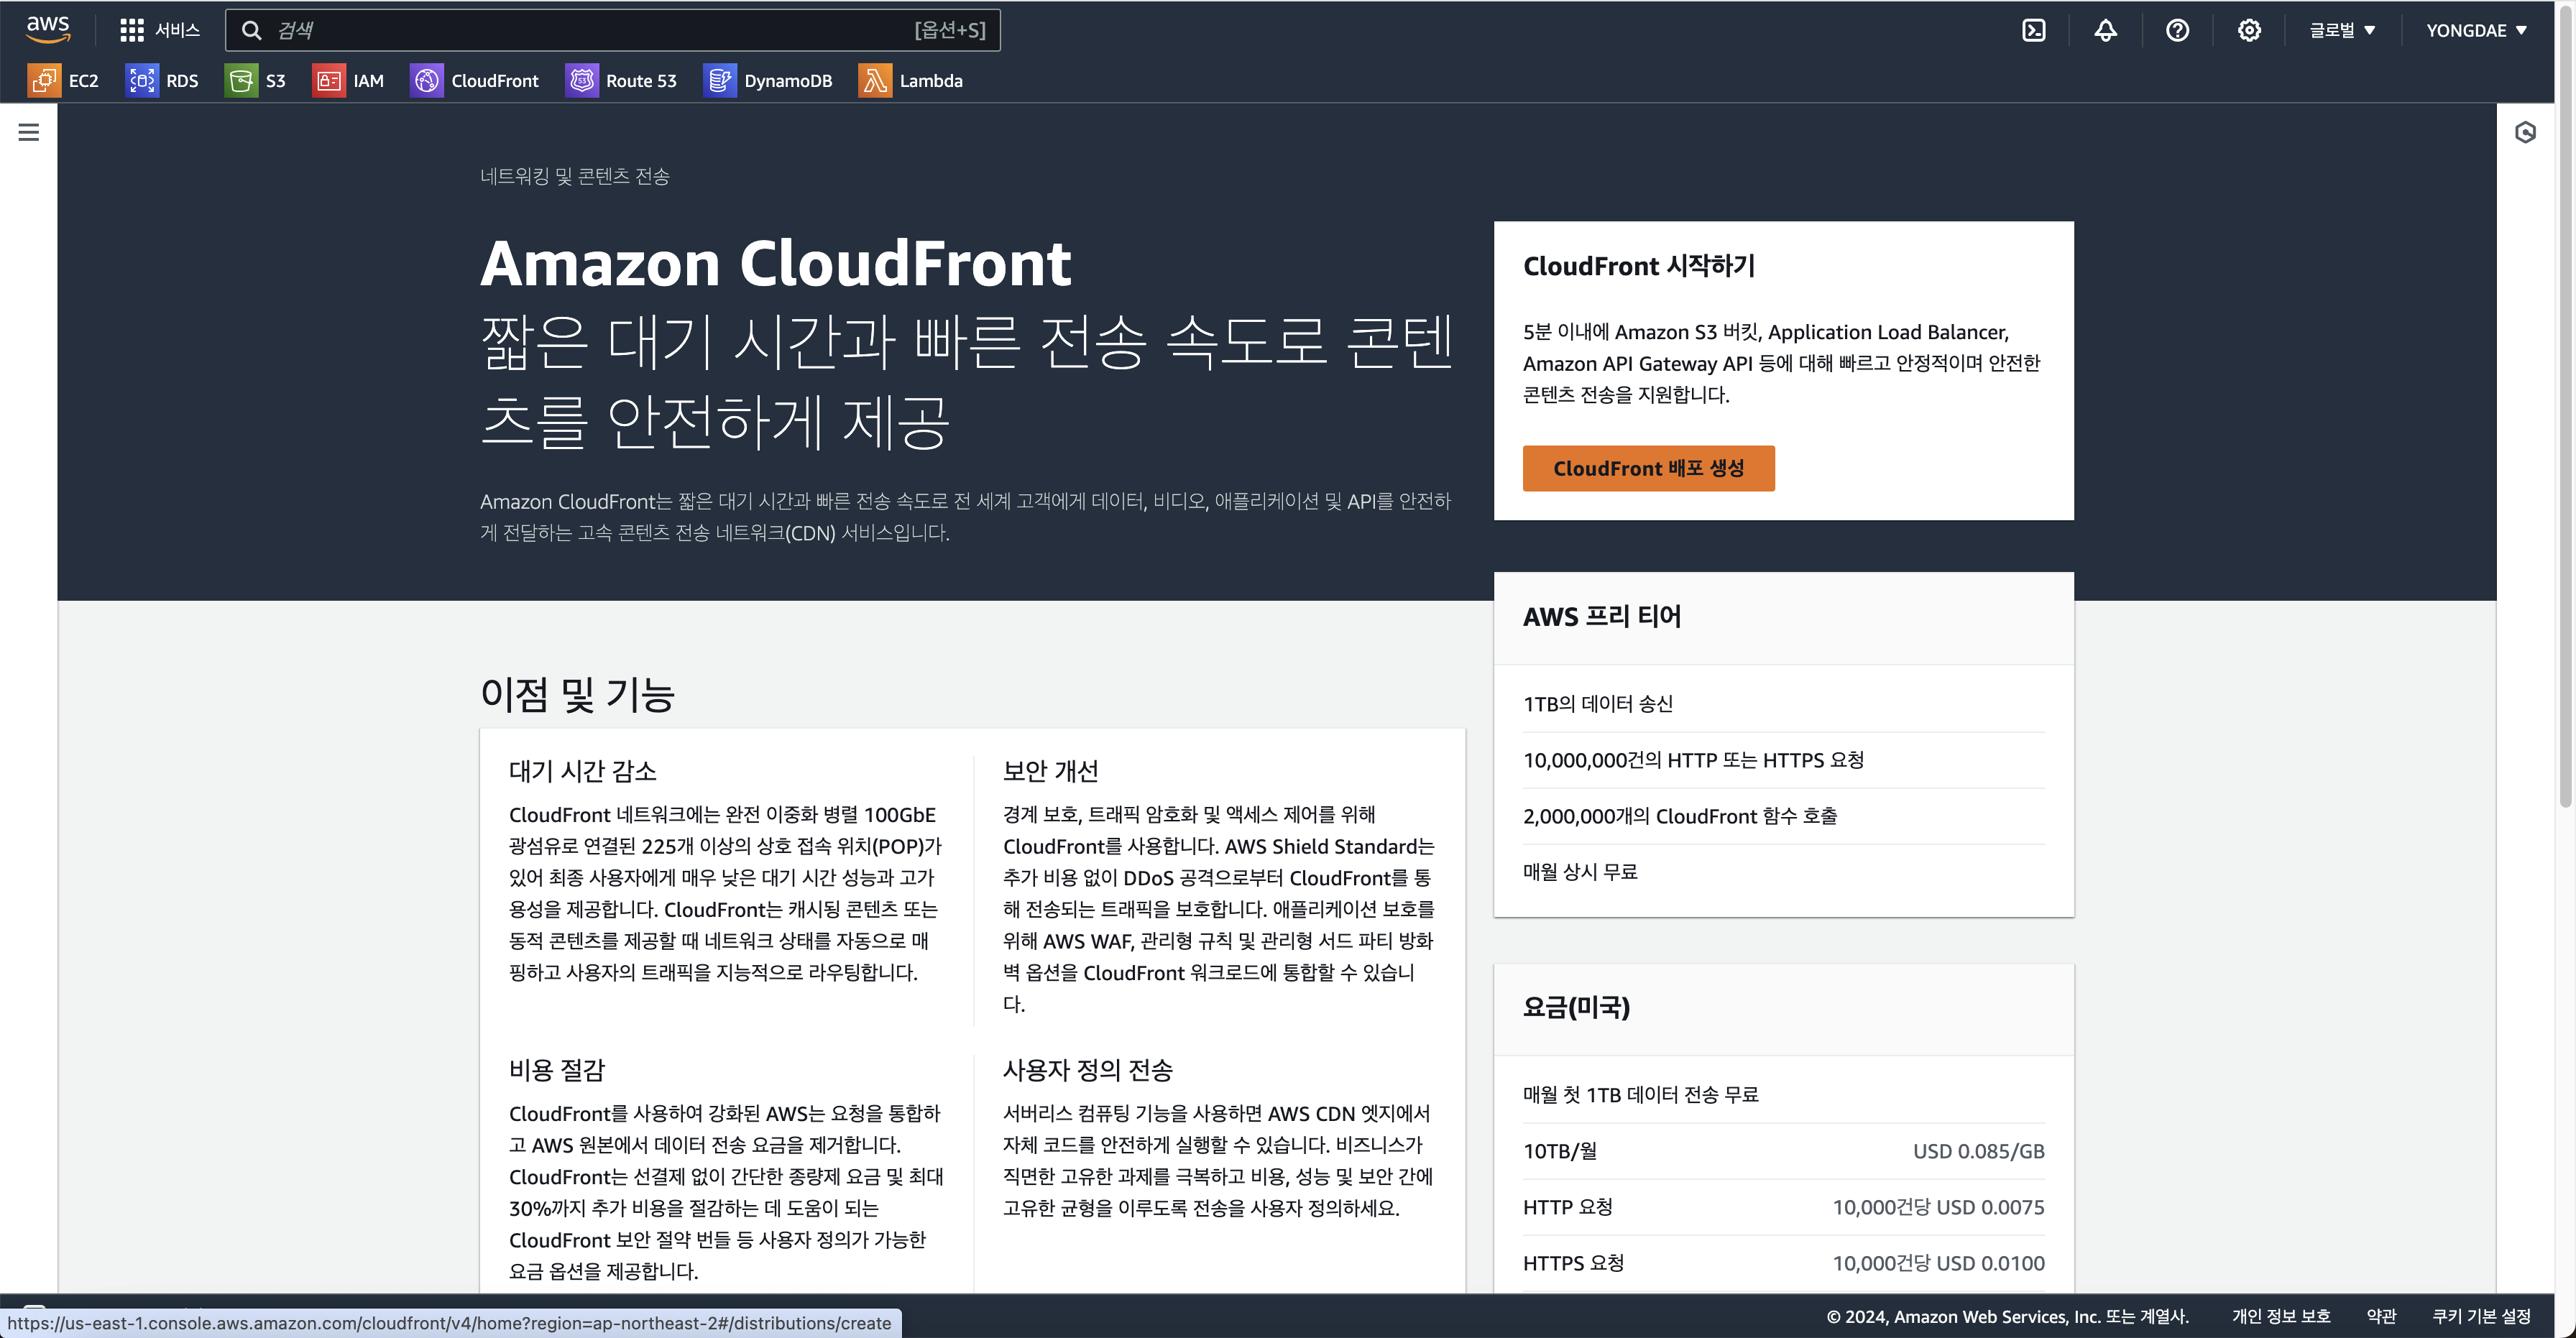 aws
서비스
검색
[옵션+S]
글로벌
YONGDAE
EC2
RDS
S3
IAM
CloudFront
Route 53
DynamoDB
Lambda
네트워킹 및 콘텐츠 전송
Amazon CloudFront
짧은 대기 시간과 빠른 전송 속도로 콘텐
츠를 안전하게 제공
Amazon CloudFront는 짧은 대기 시간과 빠른 전송 속도로 전 세계 고객에게 데이터, 비디오, 애플리케이션 및 API를 안전하
게 전달하는 고속 콘텐츠 전송 네트워크(CDN) 서비스입니다.
CloudFront 시작하기
5분 이내에 Amazon S3 버킷, Application Load Balancer,
Amazon API Gateway API 등에 대해 빠르고 안정적이며 안전한
콘텐츠 전송을 지원합니다.
CloudFront 배포 생성
AWS 프리 티어
1TB의 데이터 송신
10,000,000건의 HTTP 또는 HTTPS 요청
2,000,000개의 CloudFront 함수 호출
매월 상시 무료
이점 및 기능
대기 시간 감소
CloudFront 네트워크에는 완전 이중화 병렬 100GbE
광섬유로 연결된 225개 이상의 상호 접속 위치(POP)가
있어 최종 사용자에게 매우 낮은 대기 시간 성능과 고가
용성을 제공합니다. CloudFront는 캐시됭 콘텐츠 또는
동적 콘텐츠를 제공할 때 네트워크 상태를 자동으로 매
핑하고 사용자의 트래픽을 지능적으로 라우팅합니다.
보안 개선
경계 보호, 트래픽 암호화 및 액세스 제어를 위해
CloudFront를 사용합니다. AWS Shield Standard는
추가 비용 없이 DDoS 공격으로부터 CloudFront를 통
해 전송되는 트래픽을 보호합니다. 애플리케이션 보호를
위해 AWS WAF, 관리형 규칙 및 관리형 서드 파티 방화
벽 옵션을 CloudFront 워크로드에 통합할 수 있습니
다.
비용 절감
CloudFront를 사용하여 강화된 AWS는 요청을 통합하
고 AWS 원본에서 데이터 전송 요금을 제거합니다.
CloudFront는 선결제 없이 간단한 종량제 요금 및 최대
30%까지 추가 비용을 절감하는 데 도움이 되는
CloudFront 보안 절약 번들 등 사용자 정의가 가능한
요금 옵션을 제공합니다.
사용자 정의 전송
서버리스 컴퓨팅 기능을 사용하면 AWS CDN 엣지에서
자체 코드를 안전하게 실행할 수 있습니다. 비즈니스가
직면한 고유한 과제를 극복하고 비용, 성능 및 보안 간에
고유한 균형을 이루도록 전송을 사용자 정의하세요.
요금(미국)
매월 첫 1TB 데이터 전송 무료
10TB/월 USD 0.085/GB
HTTP 요청 10,000건당 USD 0.0075
HTTPS 요청 10,000건당 USD 0.0100
https://us-east-1.console.aws.amazon.com/cloudfront/v4/home?region=ap-northeast-2#/distributions/create
© 2024, Amazon Web Services, Inc. 또는 계열사.
개인 정보 보호
약관
쿠키 기본 설정